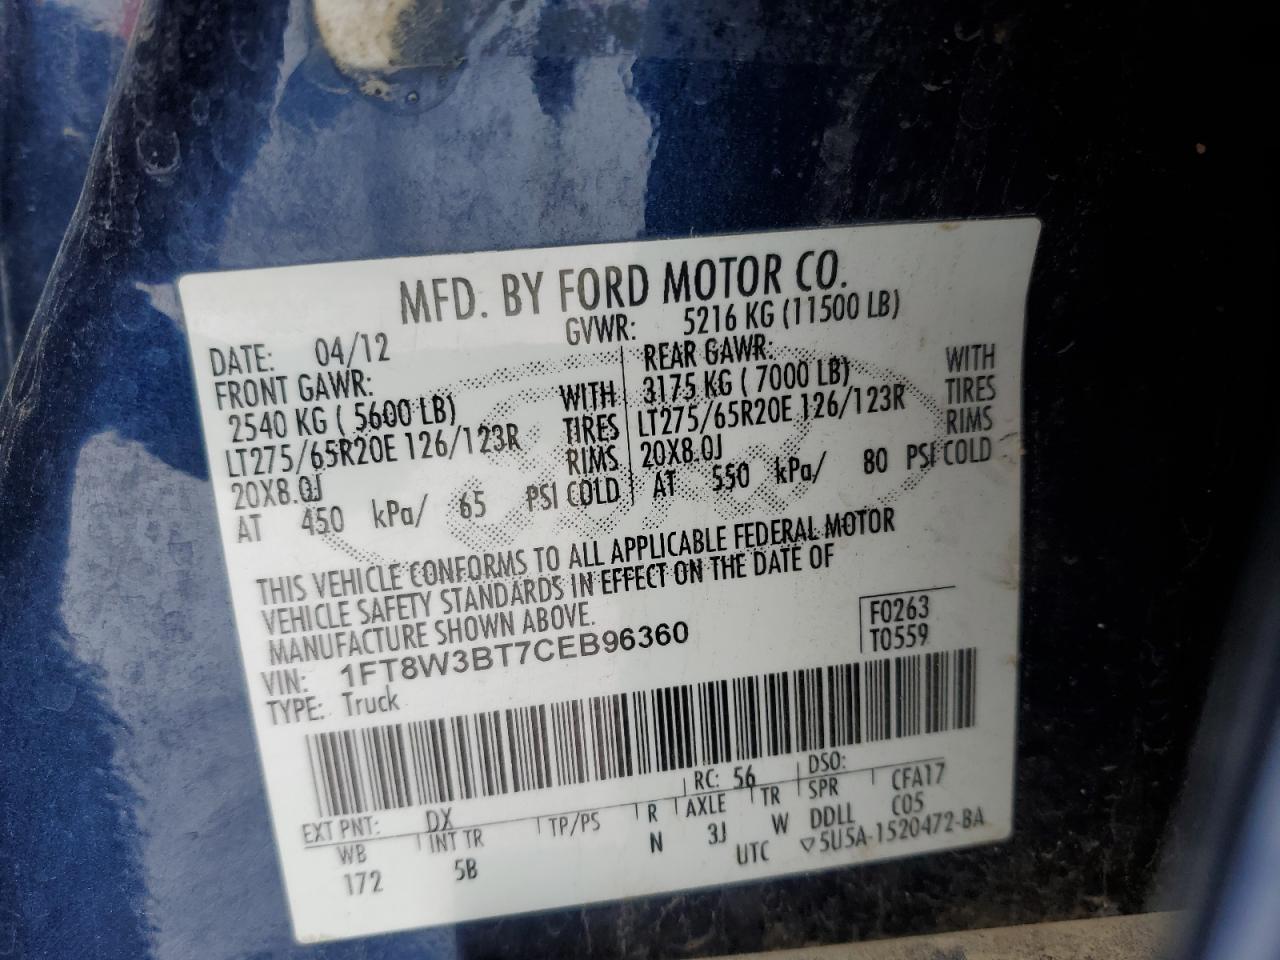 MFD. BY FORD MOTOR CO.
DATE: 04/12 GVWR: 5216 KG (11500 LB)
FRONT GAWR: REAR GAWR:
2540 KG ( 5600 LB) WITH 3175 KG ( 7000 LB) WITH
LT275/65R20E 126/123R TIRES LT275/65R20E 126/123R TIRES
20X8.0J RIMS 20X8.0J RIMS
AT 450 kPa/ 65 PSI COLD AT 550 kPa/ 80 PSI COLD
THIS VEHICLE CONFORMS TO ALL APPLICABLE FEDERAL MOTOR
VEHICLE SAFETY STANDARDS IN EFFECT ON THE DATE OF
MANUFACTURE SHOWN ABOVE.
VIN: 1FT8W3BT7CEB96360 F0263
TYPE: Truck T0559
EXT PNT: DX RC: 56 DSO:
WB INT TR TP/PS R AXLE TR SPR CFA17
172 5B N 3J W DDLL C05
UTC ▽5U5A-1520472-BA